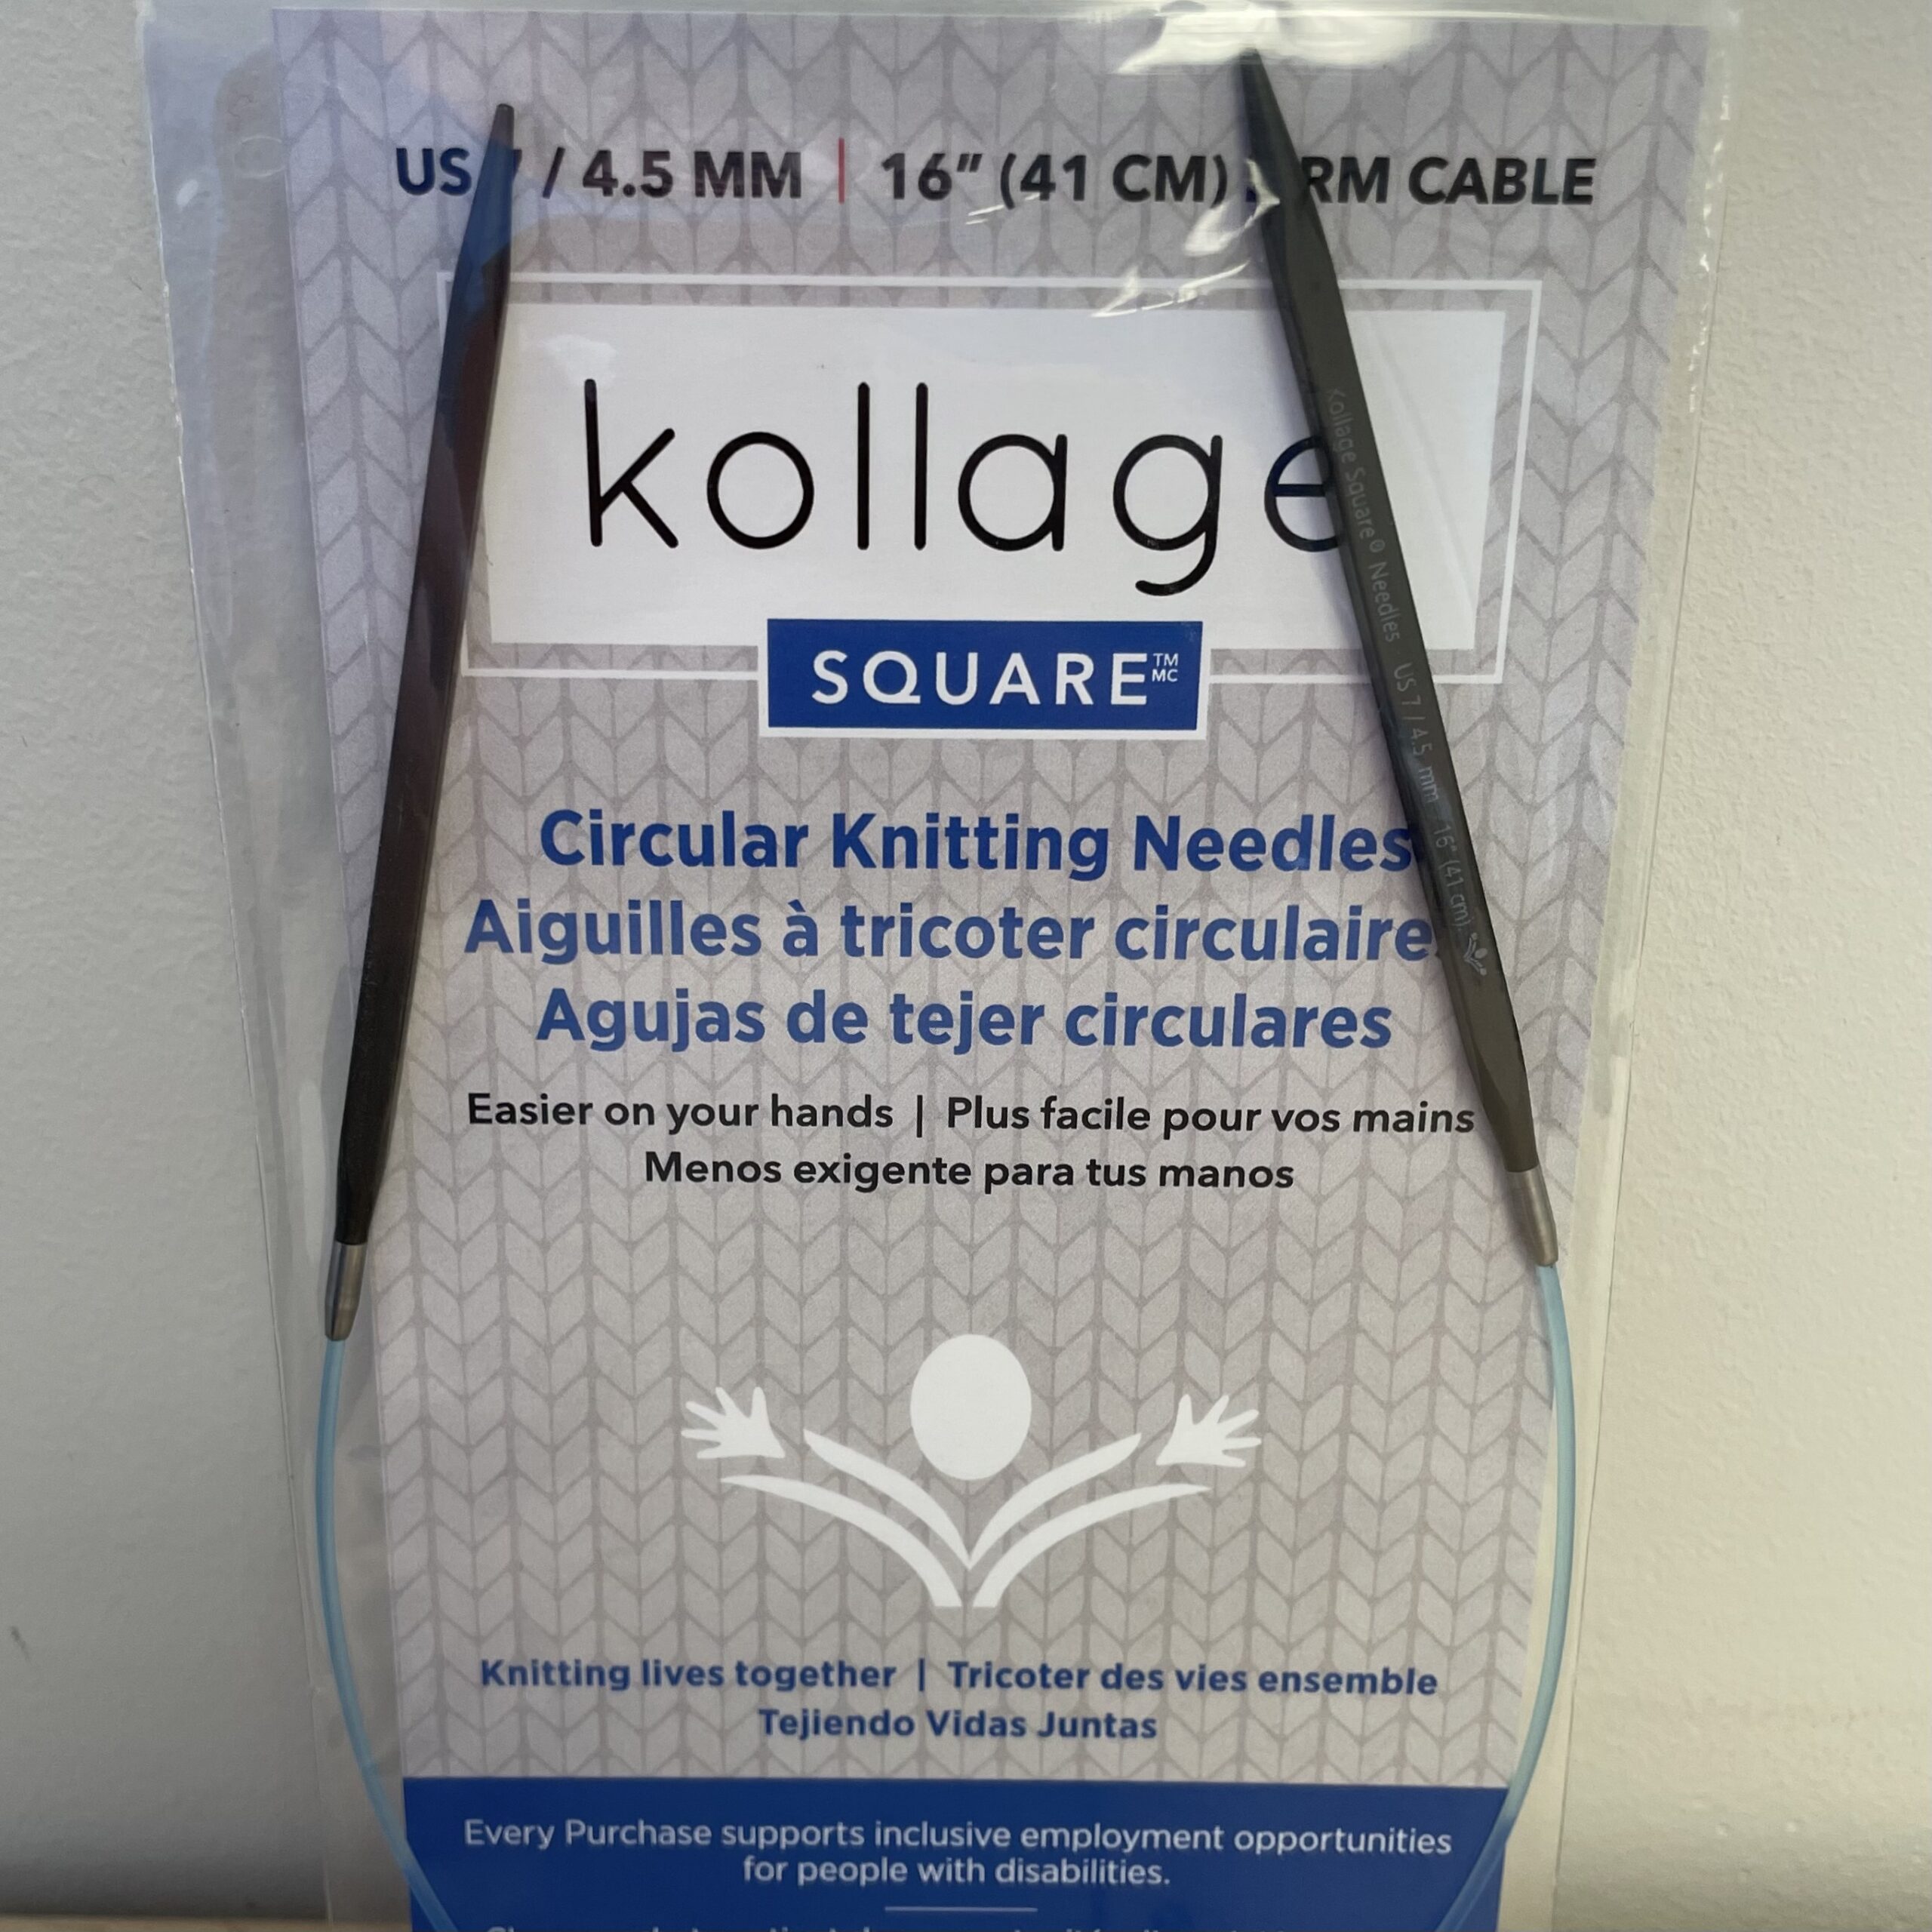 US 7 / 4.5 MM | 16" (41 CM) RM CABLE
kollage
SQUARE™ MC
Circular Knitting Needles
Aiguilles à tricoter circulaire
Agujas de tejer circulares
Easier on your hands | Plus facile pour vos mains
Menos exigente para tus manos
Knitting lives together | Tricoter des vies ensemble
Tejiendo Vidas Juntas
Every Purchase supports inclusive employment opportunities
for people with disabilities.
Kollage Square® Needles US 7 / 4.5 mm 16" (41 cm)